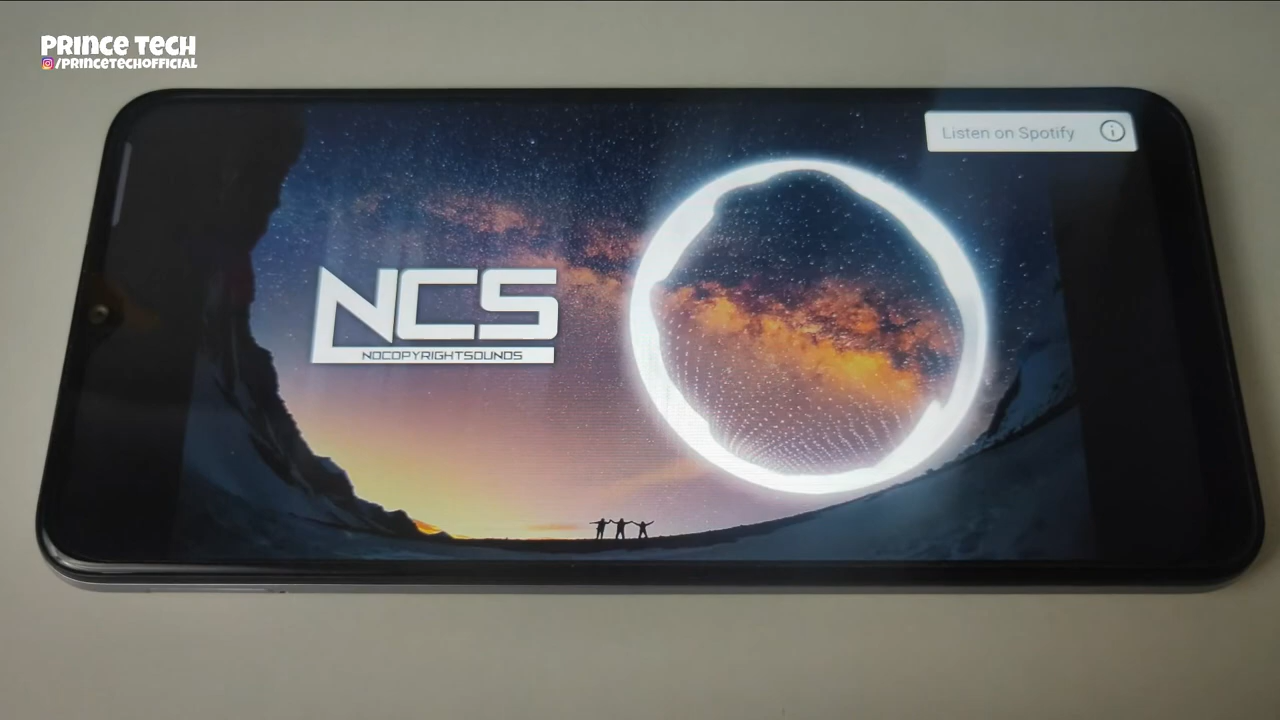 PRINCE TECH
/PRINCETECHOFFICIAL
Listen on Spotify
NCS
NOCOPYRIGHTSOUNDS